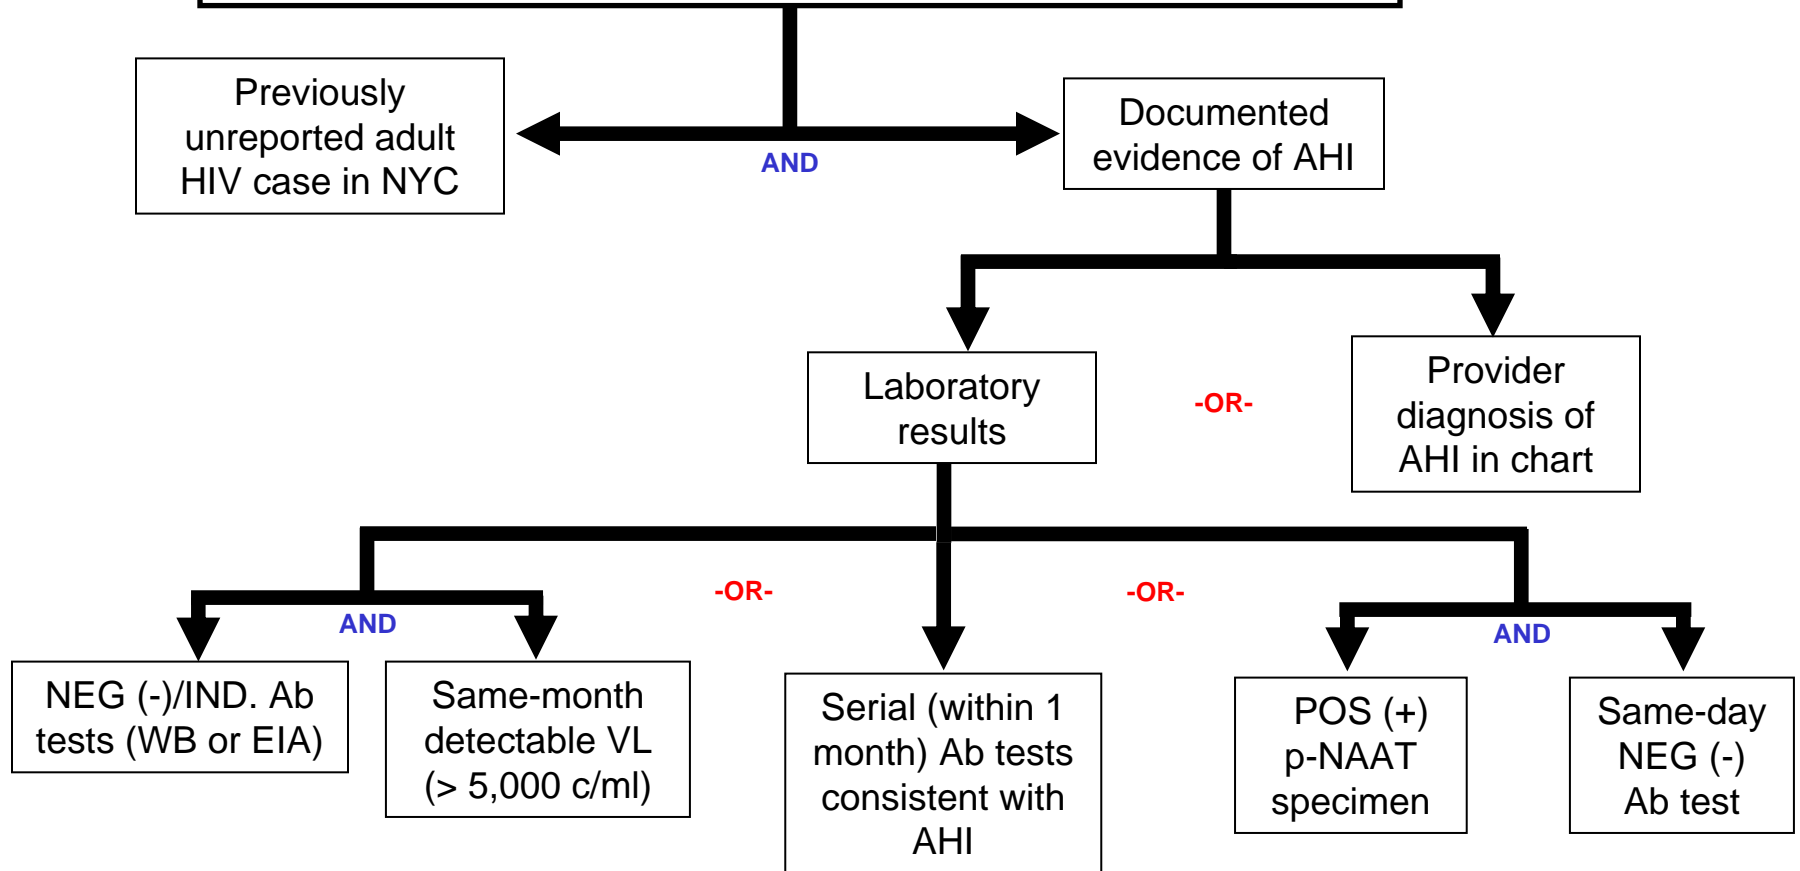 Previously
unreported adult
HIV case in NYC
AND
Documented
evidence of AHI
Laboratory
results
-OR-
Provider
diagnosis of
AHI in chart
-OR-
-OR-
AND
AND
NEG (-)/IND. Ab
tests (WB or EIA)
Same-month
detectable VL
(> 5,000 c/ml)
Serial (within 1
month) Ab tests
consistent with
AHI
POS (+)
p-NAAT
specimen
Same-day
NEG (-)
Ab test